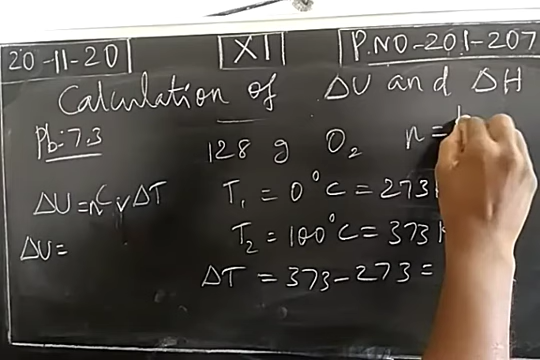 20-11-20 XI P.NO-201-207
Calculation of ΔU and ΔH
Pb:7.3 128 g O₂ n =
ΔU = nCvΔT T₁ = 0°C = 273
ΔU = T₂ = 100°C = 373 K
ΔT = 373 - 273 =